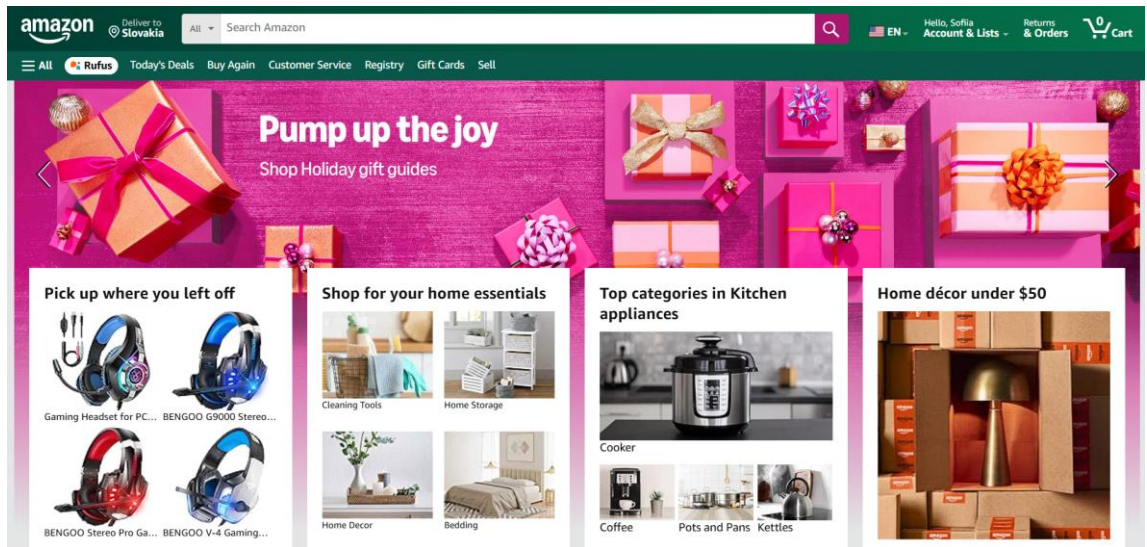 amazon
Deliver to
Slovakia
All
Search Amazon
EN
Hello, Sofiia
Account & Lists
Returns
& Orders
0
Cart
All
Rufus
Today's Deals
Buy Again
Customer Service
Registry
Gift Cards
Sell
Pump up the joy
Shop Holiday gift guides
Pick up where you left off
Gaming Headset for PC...
BENGOO G9000 Stereo...
BENGOO Stereo Pro Ga...
BENGOO V-4 Gaming...
Shop for your home essentials
Cleaning Tools
Home Storage
Home Decor
Bedding
Top categories in Kitchen
appliances
Cooker
Coffee
Pots and Pans
Kettles
Home décor under $50